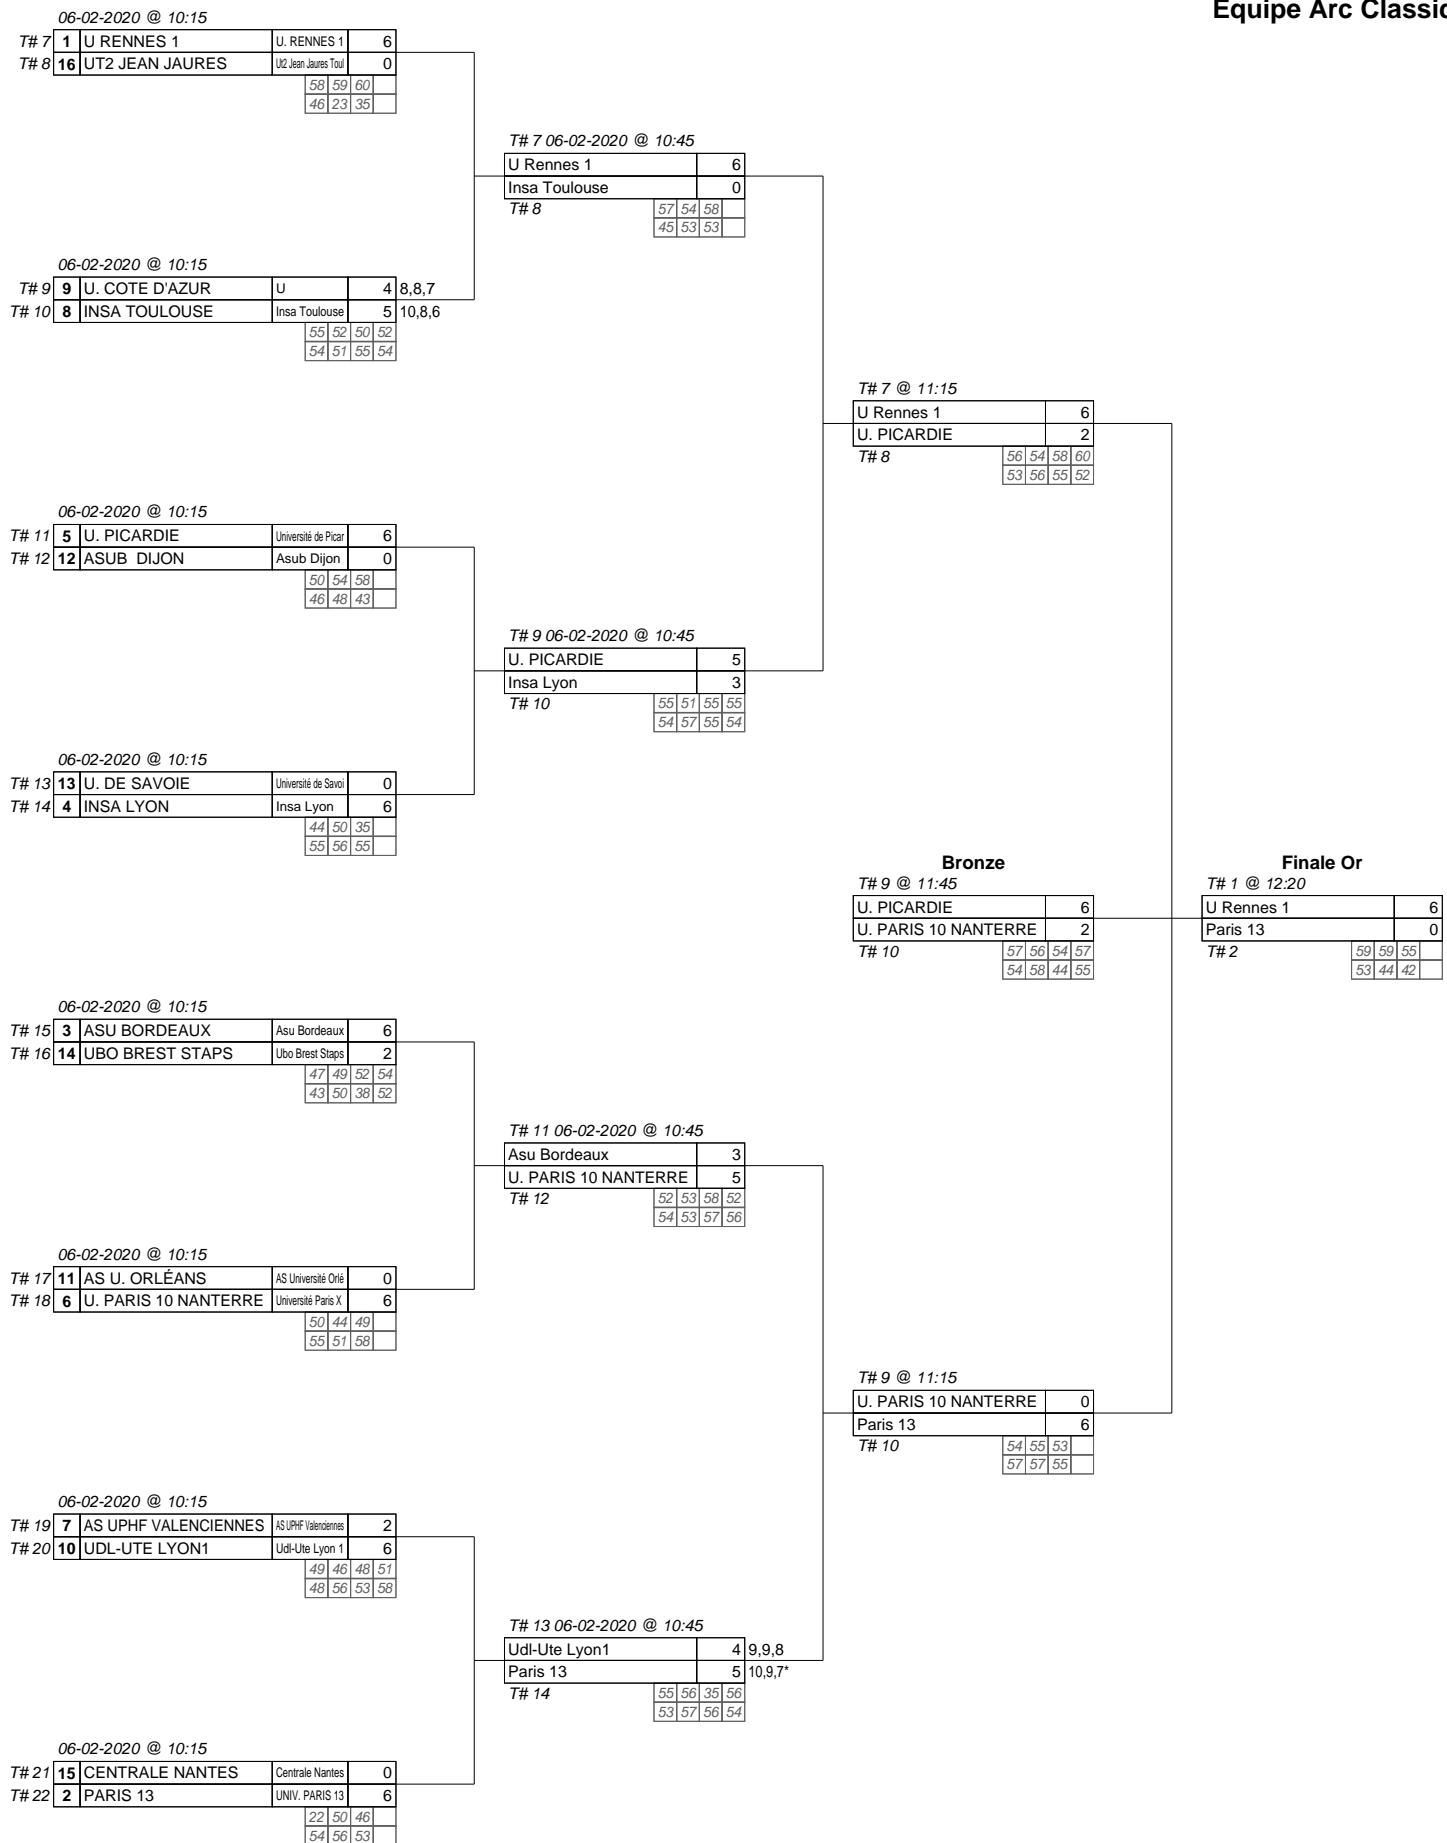 Equipe Arc Classic
06-02-2020 @ 10:15
T# 7 1 U RENNES 1 U. RENNES 1 6
T# 8 16 UT2 JEAN JAURES Ut2 Jean Jaures Toul 0
58 59 60
46 23 35
T# 7 06-02-2020 @ 10:45
U Rennes 1 6
Insa Toulouse 0
T# 8 57 54 58
45 53 53
06-02-2020 @ 10:15
T# 9 9 U. COTE D'AZUR U 4 8,8,7
T# 10 8 INSA TOULOUSE Insa Toulouse 5 10,8,6
55 52 50 52
54 51 55 54
T# 7 @ 11:15
U Rennes 1 6
U. PICARDIE 2
T# 8 56 54 58 60
53 56 55 52
06-02-2020 @ 10:15
T# 11 5 U. PICARDIE Université de Picar 6
T# 12 12 ASUB DIJON Asub Dijon 0
50 54 58
46 48 43
T# 9 06-02-2020 @ 10:45
U. PICARDIE 5
Insa Lyon 3
T# 10 55 51 55 55
54 57 55 54
06-02-2020 @ 10:15
T# 13 13 U. DE SAVOIE Université de Savoi 0
T# 14 4 INSA LYON Insa Lyon 6
44 50 35
55 56 55
Bronze
T# 9 @ 11:45
U. PICARDIE 6
U. PARIS 10 NANTERRE 2
T# 10 57 56 54 57
54 58 44 55
Finale Or
T# 1 @ 12:20
U Rennes 1 6
Paris 13 0
T# 2 59 59 55
53 44 42
06-02-2020 @ 10:15
T# 15 3 ASU BORDEAUX Asu Bordeaux 6
T# 16 14 UBO BREST STAPS Ubo Brest Staps 2
47 49 52 54
43 50 38 52
T# 11 06-02-2020 @ 10:45
Asu Bordeaux 3
U. PARIS 10 NANTERRE 5
T# 12 52 53 58 52
54 53 57 56
06-02-2020 @ 10:15
T# 17 11 AS U. ORLÉANS AS Université Orlé 0
T# 18 6 U. PARIS 10 NANTERRE Université Paris X 6
50 44 49
55 51 58
T# 9 @ 11:15
U. PARIS 10 NANTERRE 0
Paris 13 6
T# 10 54 55 53
57 57 55
06-02-2020 @ 10:15
T# 19 7 AS UPHF VALENCIENNES AS UPHF Valenciennes 2
T# 20 10 UDL-UTE LYON1 Udl-Ute Lyon 1 6
49 46 48 51
48 56 53 58
T# 13 06-02-2020 @ 10:45
Udl-Ute Lyon1 4 9,9,8
Paris 13 5 10,9,7*
T# 14 55 56 35 56
53 57 56 54
06-02-2020 @ 10:15
T# 21 15 CENTRALE NANTES Centrale Nantes 0
T# 22 2 PARIS 13 UNIV. PARIS 13 6
22 50 46
54 56 53